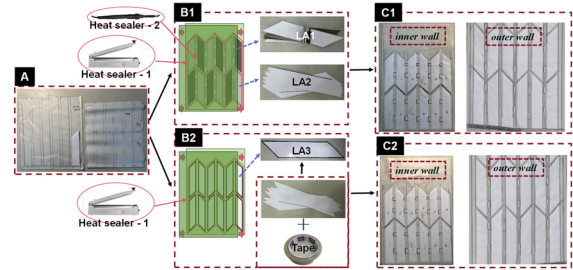 Heat sealer - 2
Heat sealer - 1
A
B1
LA1
LA2
C1
inner wall
outer wall
B2
Heat sealer - 1
LA3
+
Tape
C2
inner wall
outer wall